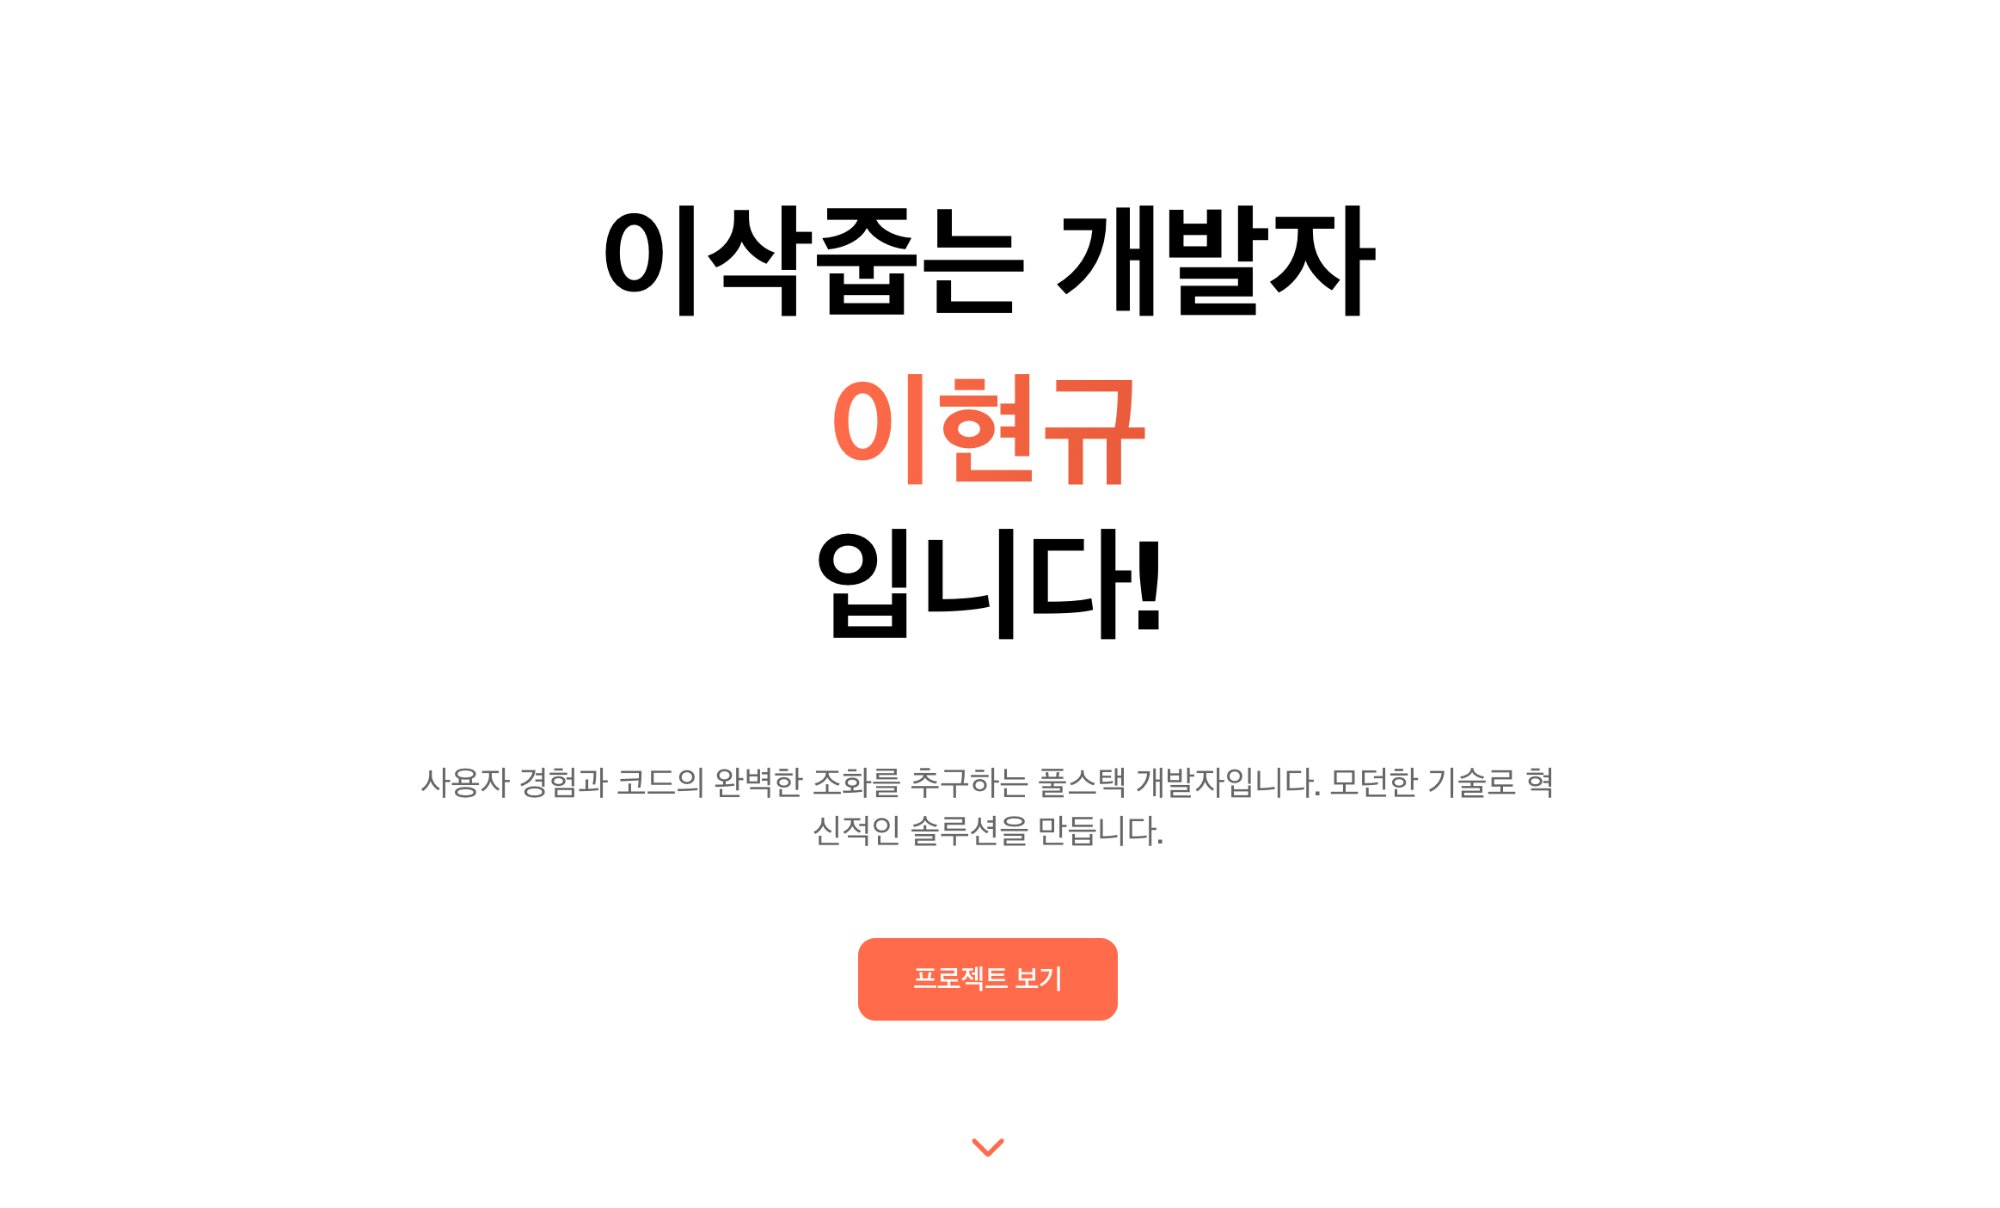 이삭줍는 개발자
이현규
입니다!
사용자 경험과 코드의 완벽한 조화를 추구하는 풀스택 개발자입니다. 모던한 기술로 혁
신적인 솔루션을 만듭니다.
프로젝트 보기